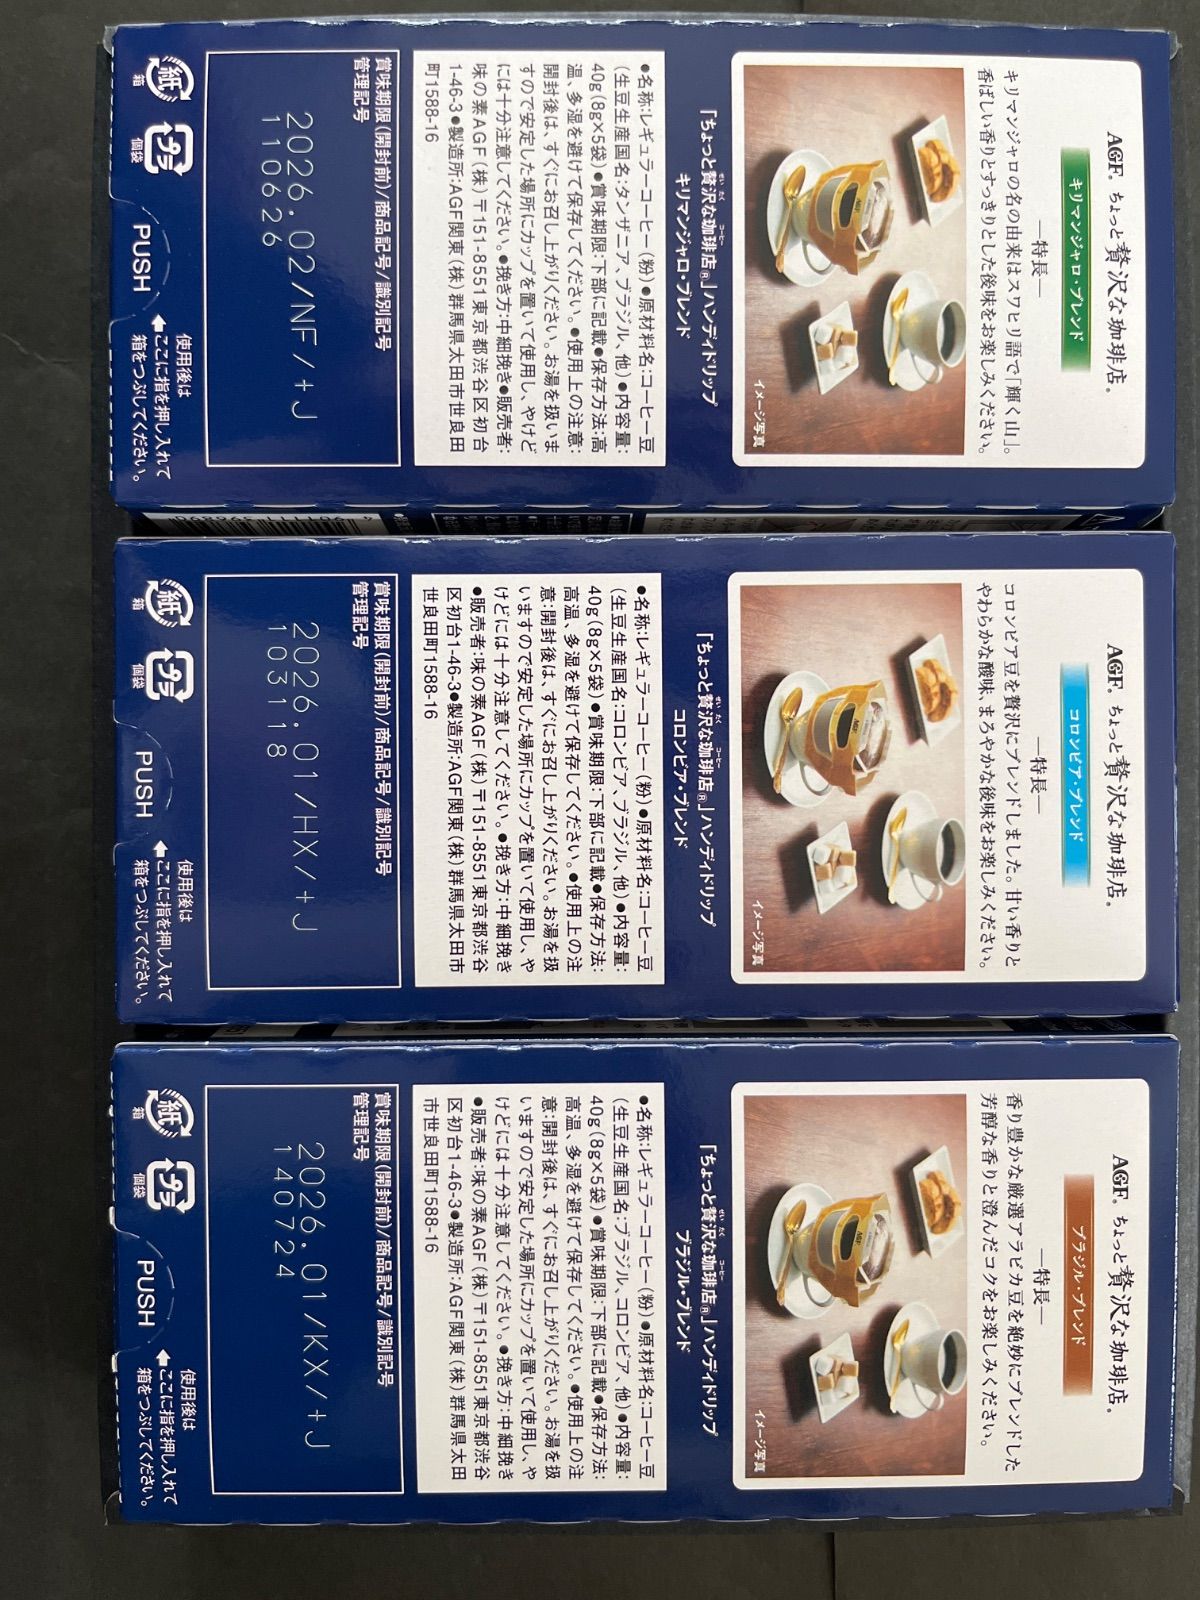 AGF® ちょっと贅沢な珈琲店®
キリマンジャロ・ブレンド
―特長―
キリマンジャロの名の由来はスワヒリ語で「輝く山」。
香ばしい香りとすっきりとした後味をお楽しみください。
AGF
イメージ写真
「ちょっと贅沢な珈琲店®」ハンディドリップ
ぜいたく コーヒー
キリマンジャロ・ブレンド
●名称:レギュラーコーヒー(粉)●原材料名:コーヒー豆
(生豆生産国名:タンザニア、ブラジル、他)●内容量:
40g(8g×5袋)●賞味期限:下部に記載●保存方法:高
温、多湿を避けて保存してください。●使用上の注意:
開封後は、すぐにお召し上がりください。お湯を扱いま
すので安定した場所にカップを置いて使用し、やけど
には十分注意してください。●挽き方:中細挽き●販売者:
味の素AGF(株)〒151-8551東京都渋谷区初台
1-46-3●製造所:AGF関東(株)群馬県太田市世良田
町1588-16
賞味期限(開封前)/商品記号/識別記号
管理記号
2026.02/NF/+J
110626
紙
箱
プラ
個袋
PUSH
使用後は
←ここに指を押し入れて
箱をつぶしてください。
AGF® ちょっと贅沢な珈琲店®
コロンビア・ブレンド
―特長―
コロンビア豆を贅沢にブレンドしました。甘い香りと
やわらかな酸味、まろやかな後味をお楽しみください。
AGF
イメージ写真
「ちょっと贅沢な珈琲店®」ハンディドリップ
ぜいたく コーヒー
コロンビア・ブレンド
●名称:レギュラーコーヒー(粉)●原材料名:コーヒー豆
(生豆生産国名:コロンビア、ブラジル、他)●内容量:
40g(8g×5袋)●賞味期限:下部に記載●保存方法:
高温、多湿を避けて保存してください。●使用上の注
意:開封後は、すぐにお召し上がりください。お湯を扱
いますので安定した場所にカップを置いて使用し、や
けどには十分注意してください。●挽き方:中細挽き
●販売者:味の素AGF(株)〒151-8551東京都渋谷
区初台1-46-3●製造所:AGF関東(株)群馬県太田市
世良田町1588-16
賞味期限(開封前)/商品記号/識別記号
管理記号
2026.01/HX/+J
103118
紙
箱
プラ
個袋
PUSH
使用後は
←ここに指を押し入れて
箱をつぶしてください。
AGF® ちょっと贅沢な珈琲店®
ブラジル・ブレンド
―特長―
香り豊かな厳選アラビカ豆を絶妙にブレンドした
芳醇な香りと澄んだコクをお楽しみください。
AGF
イメージ写真
「ちょっと贅沢な珈琲店®」ハンディドリップ
ぜいたく コーヒー
ブラジル・ブレンド
●名称:レギュラーコーヒー(粉)●原材料名:コーヒー豆
(生豆生産国名:ブラジル、コロンビア、他)●内容量:
40g(8g×5袋)●賞味期限:下部に記載●保存方法:
高温、多湿を避けて保存してください。●使用上の注
意:開封後は、すぐにお召し上がりください。お湯を扱
いますので安定した場所にカップを置いて使用し、や
けどには十分注意してください。●挽き方:中細挽き
●販売者:味の素AGF(株)〒151-8551東京都渋谷
区初台1-46-3●製造所:AGF関東(株)群馬県太田
市世良田町1588-16
賞味期限(開封前)/商品記号/識別記号
管理記号
2026.01/KX/+J
140724
紙
箱
プラ
個袋
PUSH
使用後は
←ここに指を押し入れて
箱をつぶしてください。